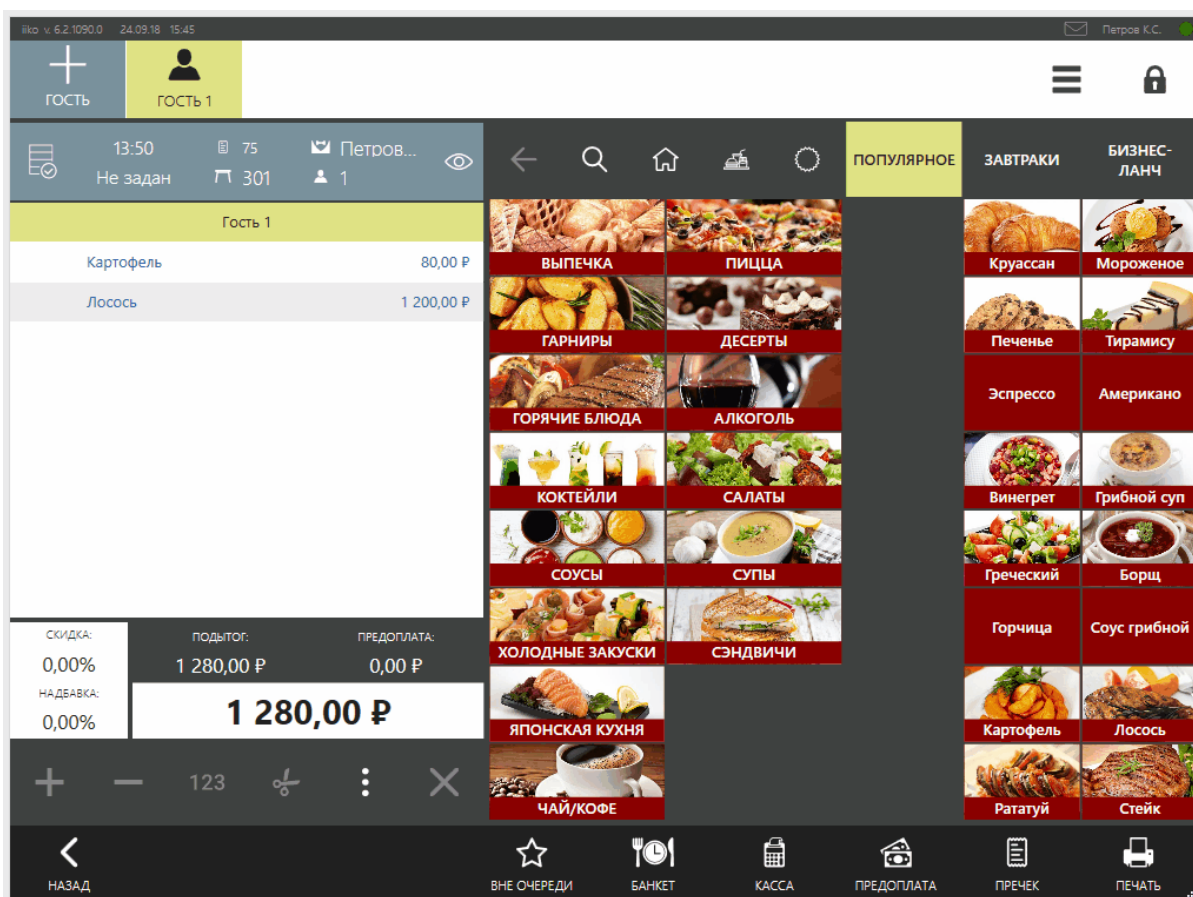 iiko v. 6.2.1090.0 24.09.18 15:45 Петров К.С.
ГОСТЬ
ГОСТЬ 1
13:50 75 Петров...
Не задан 301 1
ПОПУЛЯРНОЕ
ЗАВТРАКИ
БИЗНЕС-
ЛАНЧ
Гость 1
Картофель 80,00 ₽
Лосось 1 200,00 ₽
СКИДКА:
0,00%
НАДБАВКА:
0,00%
ПОДЫТОГ:
1 280,00 ₽
ПРЕДОПЛАТА:
0,00 ₽
1 280,00 ₽
123
ВЫПЕЧКА ПИЦЦА
ГАРНИРЫ ДЕСЕРТЫ
ГОРЯЧИЕ БЛЮДА АЛКОГОЛЬ
КОКТЕЙЛИ САЛАТЫ
СОУСЫ СУПЫ
ХОЛОДНЫЕ ЗАКУСКИ СЭНДВИЧИ
ЯПОНСКАЯ КУХНЯ
ЧАЙ/КОФЕ
Круассан Мороженое
Печенье Тирамису
Эспрессо Американо
Винегрет Грибной суп
Греческий Борщ
Горчица Соус грибной
Картофель Лосось
Рататуй Стейк
НАЗАД
ВНЕ ОЧЕРЕДИ
БАНКЕТ
КАССА
ПРЕДОПЛАТА
ПРЕЧЕК
ПЕЧАТЬ